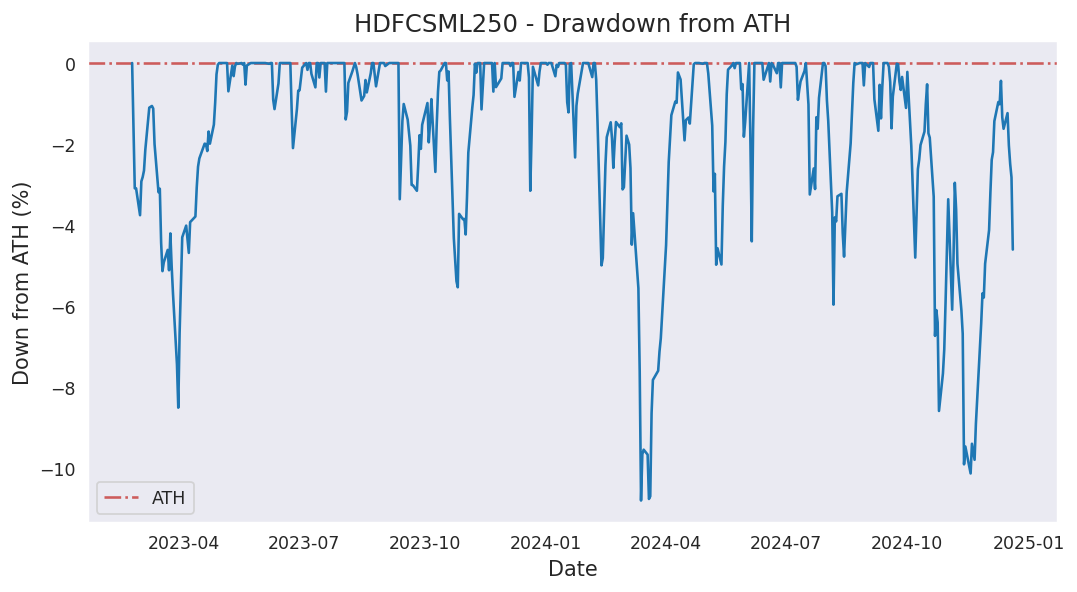 HDFCSML250 - Drawdown from ATH
Down from ATH (%)
0
−2
−4
−6
−8
−10
ATH
2023-04 2023-07 2023-10 2024-01 2024-04 2024-07 2024-10 2025-01
Date